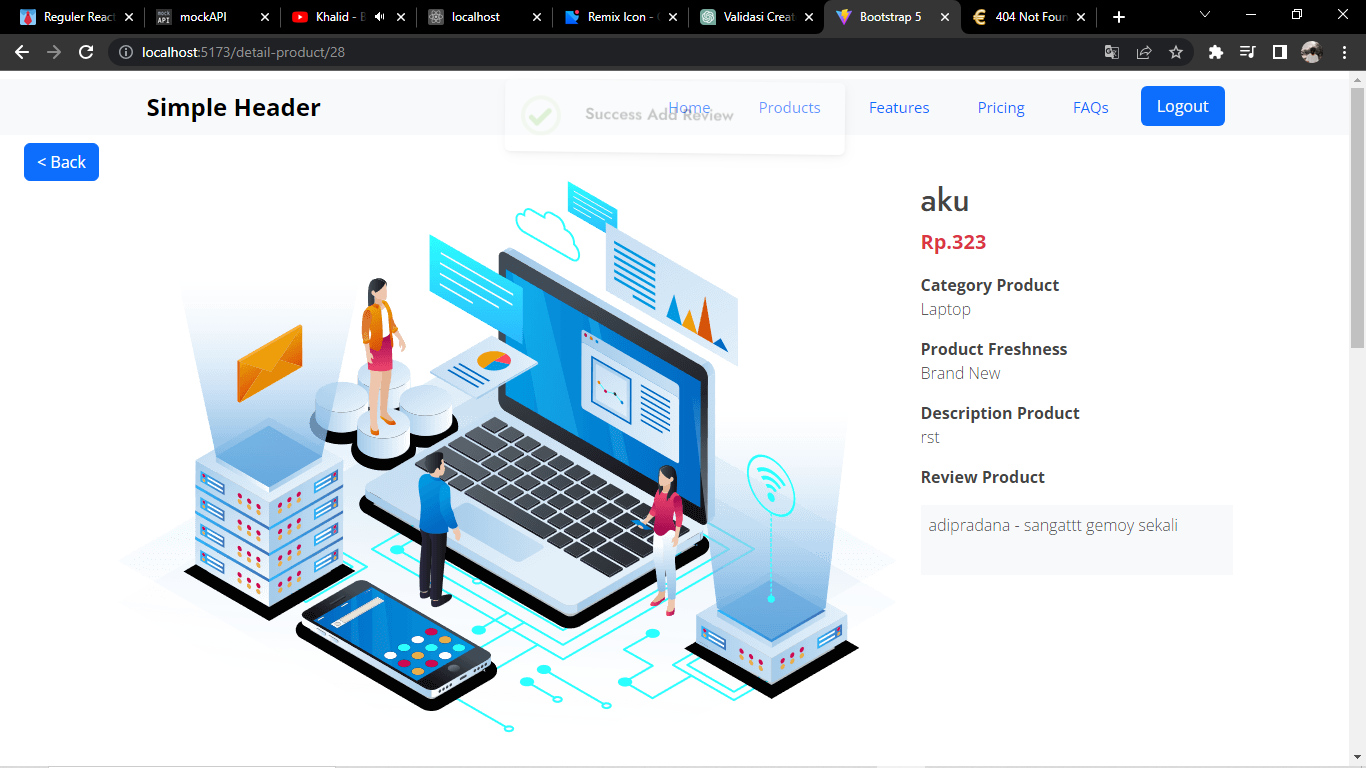 Reguler React
mockAPI
Khalid - B
localhost
Remix Icon - O
Validasi Creat
Bootstrap 5
404 Not Foun
localhost:5173/detail-product/28
Simple Header
Success Add Review
Home
Products
Features
Pricing
FAQs
Logout
< Back
aku
Rp.323
Category Product
Laptop
Product Freshness
Brand New
Description Product
rst
Review Product
adipradana - sangattt gemoy sekali